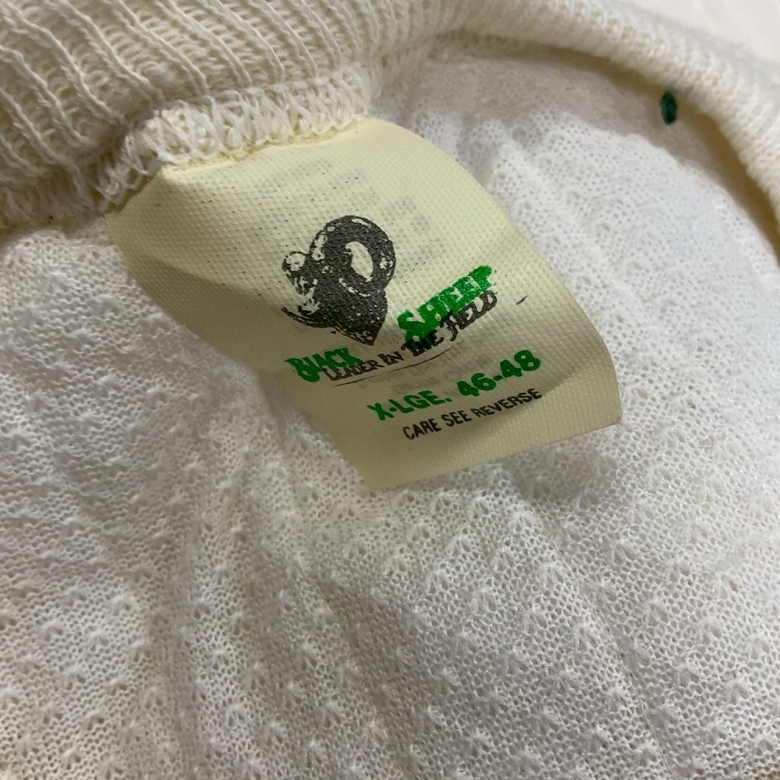 BLACK SHEEP
LEADER IN THE FIELD
X-LGE. 46-48
CARE SEE REVERSE